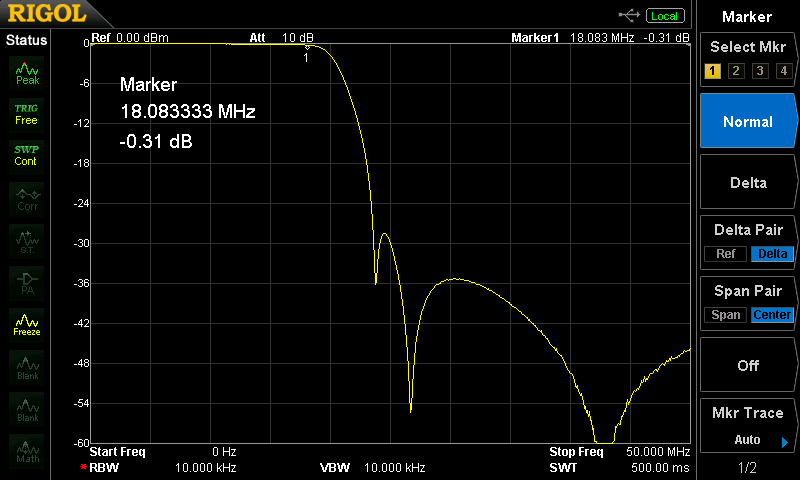 RIGOL
Local
Marker
Status
Ref 0.00 dBm Att 10 dB Marker1 18.083 MHz -0.31 dB
Select Mkr
1 2 3 4
Peak
TRIG
Free
SWP
Cont
Corr
S.T.
PA
Freeze
Blank
Blank
Math
0
-6
-12
-18
-24
-30
-36
-42
-48
-54
-60
1
Marker
18.083333 MHz
-0.31 dB
Normal
Delta
Delta Pair
Ref Delta
Span Pair
Span Center
Off
Mkr Trace
Auto
1/2
Start Freq 0 Hz Stop Freq 50.000 MHz
RBW 10.000 kHz VBW 10.000 kHz SWT 500.00 ms